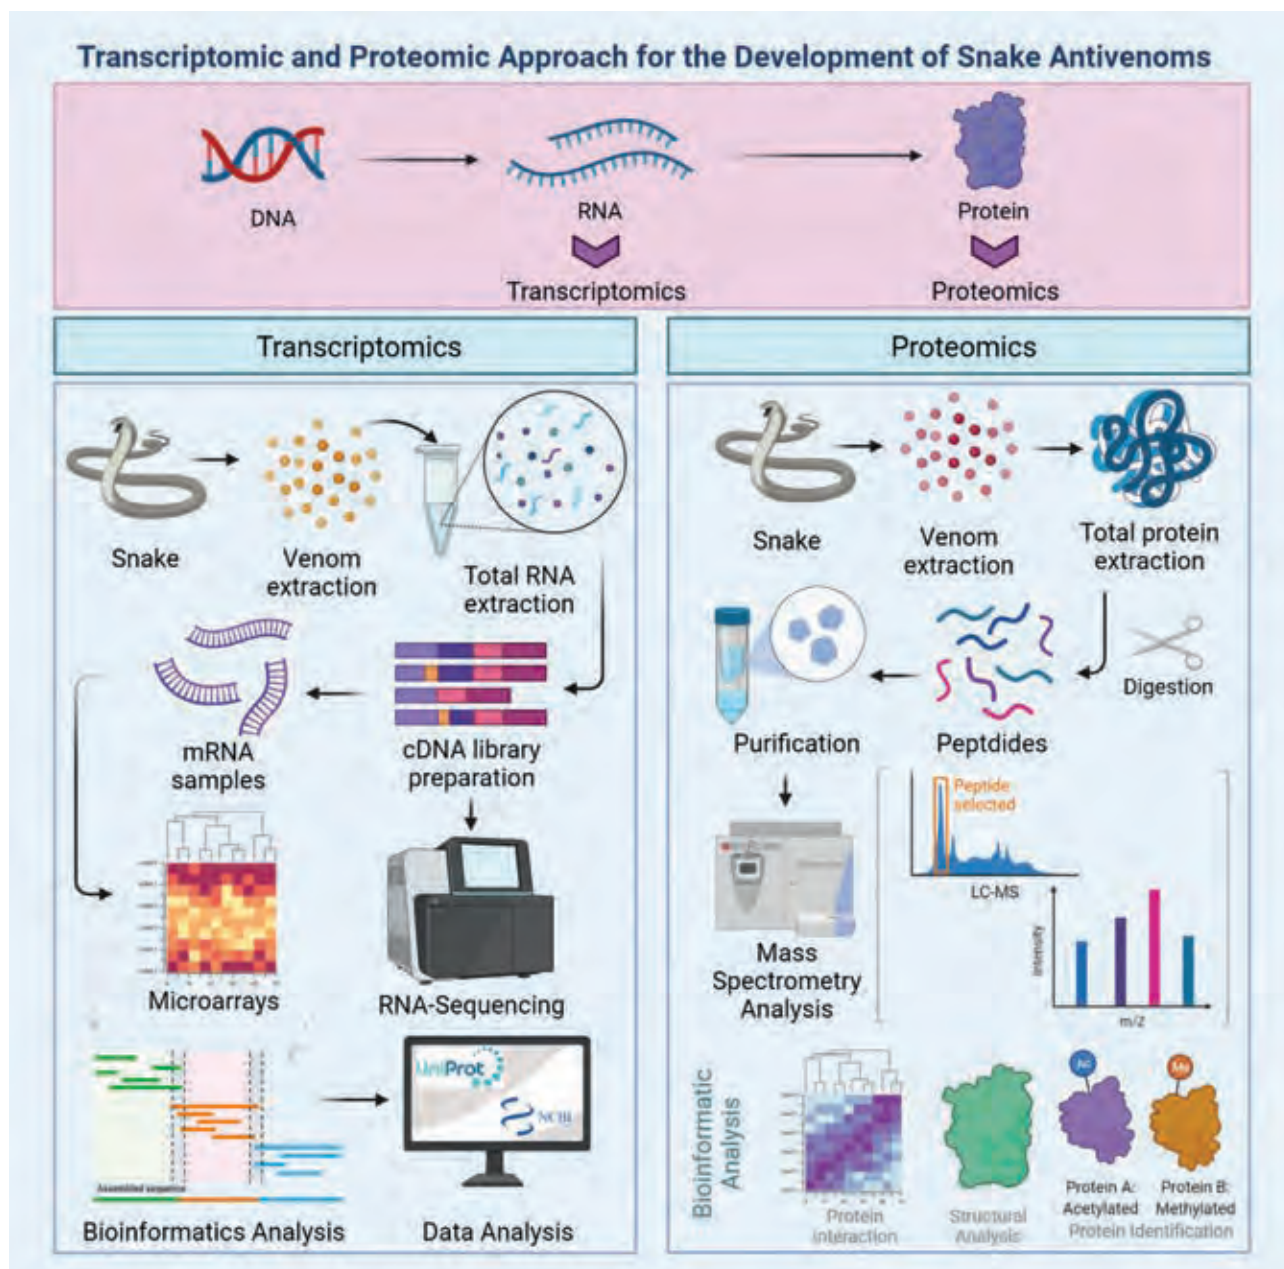 Transcriptomic and Proteomic Approach for the Development of Snake Antivenoms
DNA
RNA
Protein
Transcriptomics
Proteomics
Transcriptomics
Snake
Venom
extraction
Total RNA
extraction
mRNA
samples
cDNA library
preparation
Microarrays
RNA-Sequencing
Assembled sequence
Bioinformatics Analysis
UniProt
NCBI
Data Analysis
Proteomics
Snake
Venom
extraction
Total protein
extraction
Digestion
Peptdides
Purification
Mass
Spectrometry
Analysis
Peptide
selected
LC-MS
Intensity
m/Z
Bioinformatic
Analysis
Protein
Interaction
Structural
Analysis
Ac
Me
Protein A:
Acetylated
Protein B:
Methylated
Protein Identification